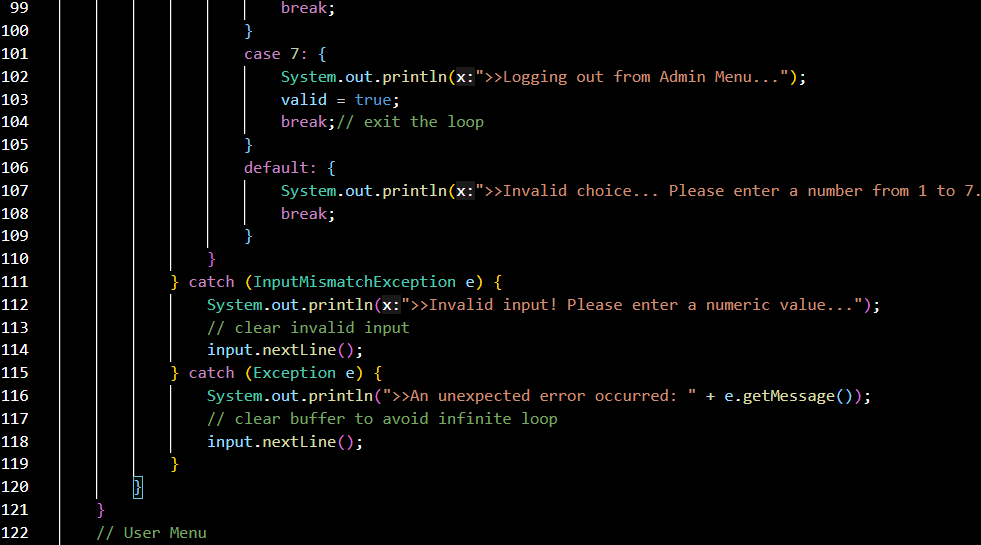 99 break;
100 }
101 case 7: {
102 System.out.println(x:">>Logging out from Admin Menu...");
103 valid = true;
104 break;// exit the loop
105 }
106 default: {
107 System.out.println(x:">>Invalid choice... Please enter a number from 1 to 7.
108 break;
109 }
110 }
111 } catch (InputMismatchException e) {
112 System.out.println(x:">>Invalid input! Please enter a numeric value...");
113 // clear invalid input
114 input.nextLine();
115 } catch (Exception e) {
116 System.out.println(">>An unexpected error occurred: " + e.getMessage());
117 // clear buffer to avoid infinite loop
118 input.nextLine();
119 }
120 }
121 }
122 // User Menu